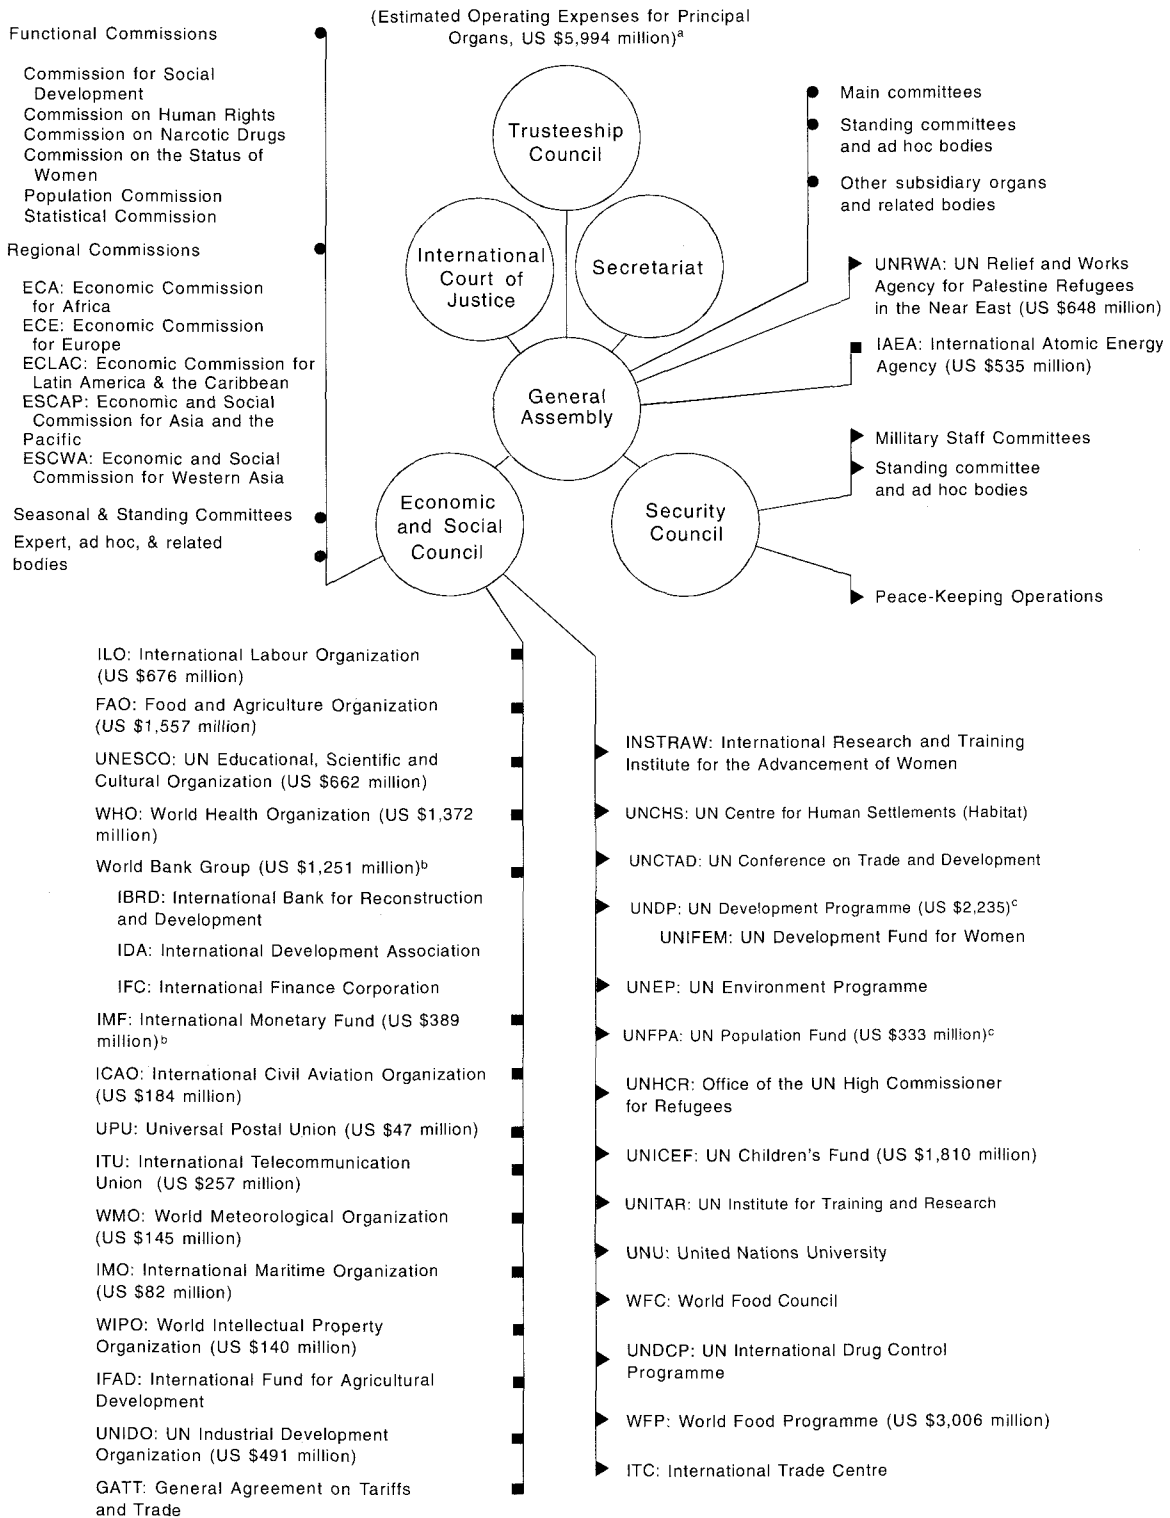 (Estimated Operating Expenses for Principal
Organs, US $5,994 million)a
Functional Commissions
Commission for Social
Development
Commission on Human Rights
Commission on Narcotic Drugs
Commission on the Status of
Women
Population Commission
Statistical Commission
Regional Commissions
ECA: Economic Commission
for Africa
ECE: Economic Commission
for Europe
ECLAC: Economic Commission for
Latin America & the Caribbean
ESCAP: Economic and Social
Commission for Asia and the
Pacific
ESCWA: Economic and Social
Commission for Western Asia
Seasonal & Standing Committees
Expert, ad hoc, & related
bodies
Trusteeship
Council
International
Court of
Justice
Secretariat
General
Assembly
Economic
and Social
Council
Security
Council
Main committees
Standing committees
and ad hoc bodies
Other subsidiary organs
and related bodies
UNRWA: UN Relief and Works
Agency for Palestine Refugees
in the Near East (US $648 million)
IAEA: International Atomic Energy
Agency (US $535 million)
Millitary Staff Committees
Standing committee
and ad hoc bodies
Peace-Keeping Operations
ILO: International Labour Organization
(US $676 million)
FAO: Food and Agriculture Organization
(US $1,557 million)
UNESCO: UN Educational, Scientific and
Cultural Organization (US $662 million)
WHO: World Health Organization (US $1,372
million)
World Bank Group (US $1,251 million)b
IBRD: International Bank for Reconstruction
and Development
IDA: International Development Association
IFC: International Finance Corporation
IMF: International Monetary Fund (US $389
million)b
ICAO: International Civil Aviation Organization
(US $184 million)
UPU: Universal Postal Union (US $47 million)
ITU: International Telecommunication
Union (US $257 million)
WMO: World Meteorological Organization
(US $145 million)
IMO: International Maritime Organization
(US $82 million)
WIPO: World Intellectual Property
Organization (US $140 million)
IFAD: International Fund for Agricultural
Development
UNIDO: UN Industrial Development
Organization (US $491 million)
GATT: General Agreement on Tariffs
and Trade
INSTRAW: International Research and Training
Institute for the Advancement of Women
UNCHS: UN Centre for Human Settlements (Habitat)
UNCTAD: UN Conference on Trade and Development
UNDP: UN Development Programme (US $2,235)c
UNIFEM: UN Development Fund for Women
UNEP: UN Environment Programme
UNFPA: UN Population Fund (US $333 million)c
UNHCR: Office of the UN High Commissioner
for Refugees
UNICEF: UN Children's Fund (US $1,810 million)
UNITAR: UN Institute for Training and Research
UNU: United Nations University
WFC: World Food Council
UNDCP: UN International Drug Control
Programme
WFP: World Food Programme (US $3,006 million)
ITC: International Trade Centre